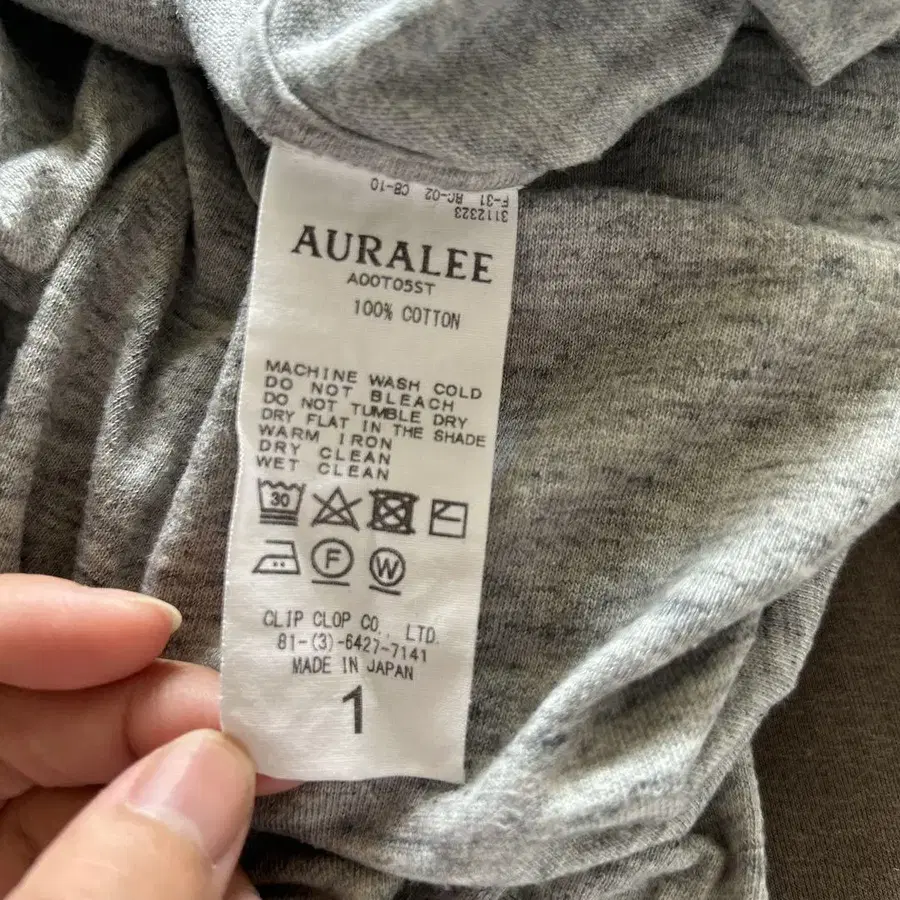 31112323
F-31 BC-02 CB-10
AURALEE
A00T05ST
100% COTTON
MACHINE WASH COLD
DO NOT BLEACH
DO NOT TUMBLE DRY
DRY FLAT IN THE SHADE
WARM IRON
DRY CLEAN
WET CLEAN
30
F
W
CLIP CLOP CO., LTD.
81-(3)-6427-7141
MADE IN JAPAN
1